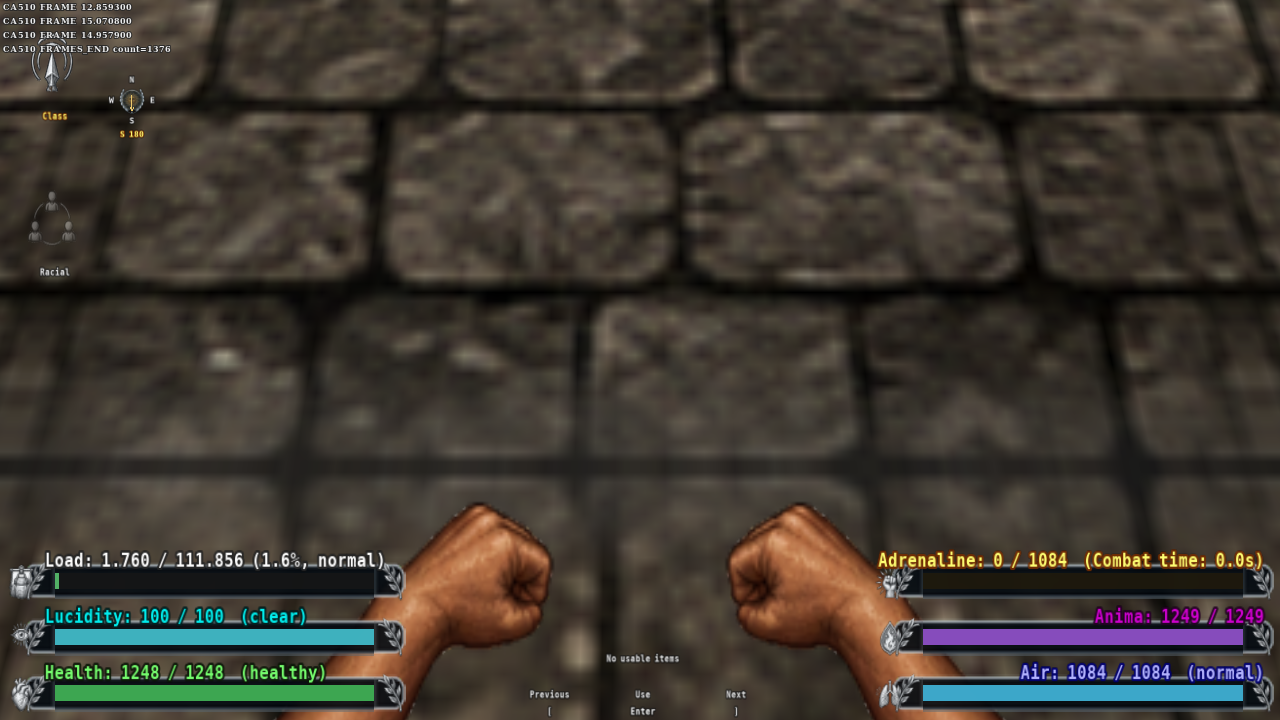 CA510 FRAME 12.859300
CA510 FRAME 15.070800
CA510 FRAME 14.957900
CA510 FRAMES_END count=1376
N
W E
S
Class
S 180
Racial
Load: 1.760 / 111.856 (1.6%, normal)
Adrenaline: 0 / 1084 (Combat time: 0.0s)
Lucidity: 100 / 100 (clear)
Anima: 1249 / 1249
No usable items
Health: 1248 / 1248 (healthy)
Air: 1084 / 1084 (normal)
Previous Use Next
[ Enter ]